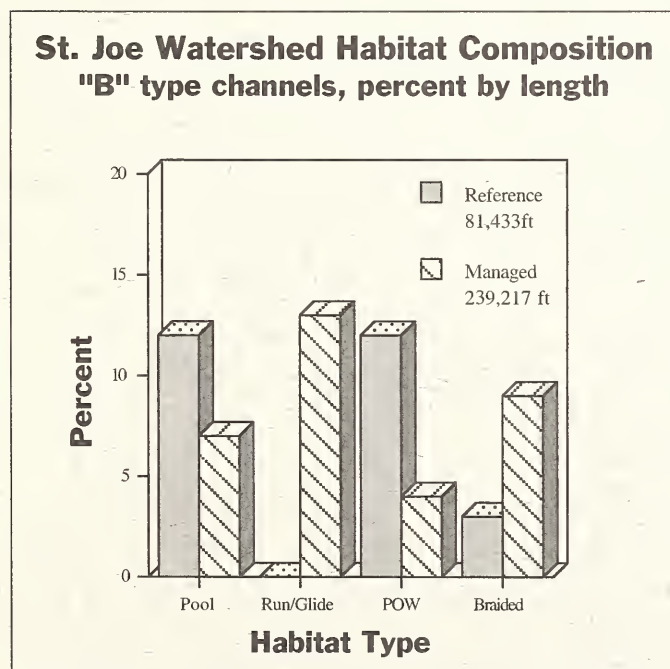 St. Joe Watershed Habitat Composition
"B" type channels, percent by length
20
15
10
5
0
Percent
Reference
81,433ft
Managed
239,217 ft
Pool Run/Glide POW Braided
Habitat Type